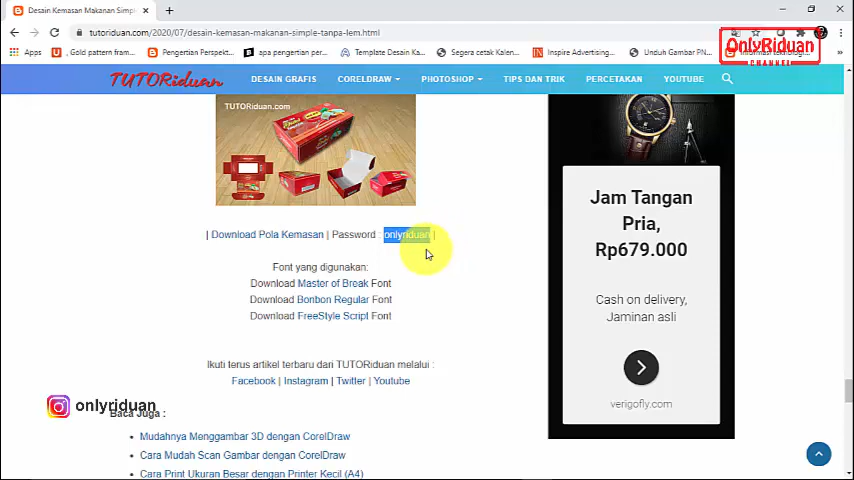 Desain Kemasan Makanan Simple
tutoriduan.com/2020/07/desain-kemasan-makanan-simple-tanpa-lem.html
Apps
Gold pattern fram...
Pengertian Perspekt...
apa pengertian per...
Template Desain Ka...
Segera cetak Kalen...
Inspire Advertising...
Unduh Gambar PN...
OnlyRiduan
CHANNEL
TUTORiduan
DESAIN GRAFIS
CORELDRAW
PHOTOSHOP
TIPS DAN TRIK
PERCETAKAN
YOUTUBE
TUTORiduan.com
| Download Pola Kemasan | Password : onlyriduan |
Font yang digunakan:
Download Master of Break Font
Download Bonbon Regular Font
Download FreeStyle Script Font
Ikuti terus artikel terbaru dari TUTORiduan melalui :
Facebook | Instagram | Twitter | Youtube
onlyriduan
Baca Juga :
Mudahnya Menggambar 3D dengan CorelDraw
Cara Mudah Scan Gambar dengan CorelDraw
Cara Print Ukuran Besar dengan Printer Kecil (A4)
Jam Tangan
Pria,
Rp679.000
Cash on delivery,
Jaminan asli
verigofly.com